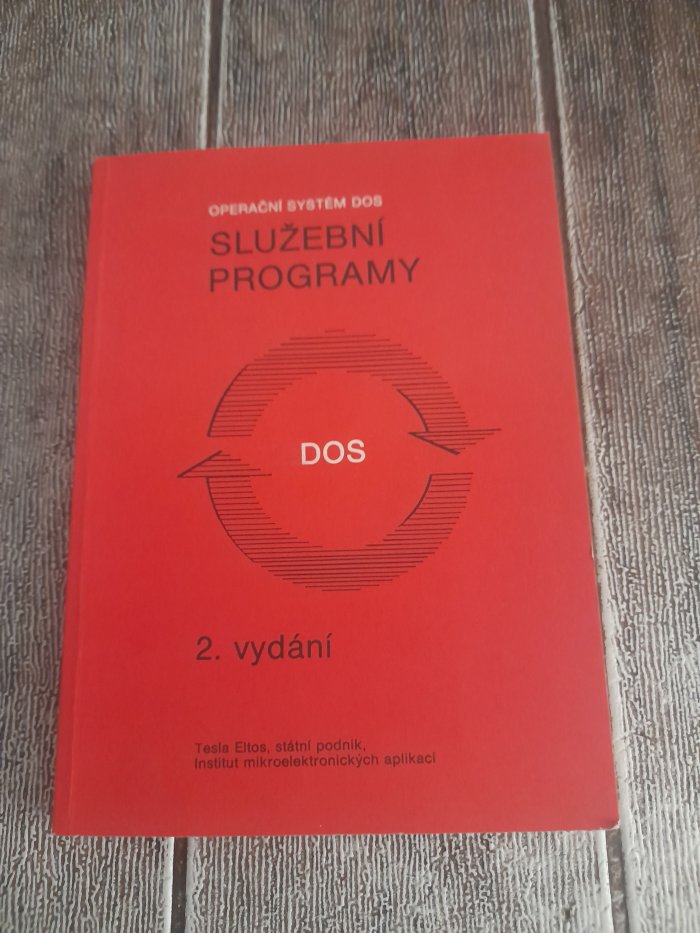 OPERAČNÍ SYSTÉM DOS
SLUŽEBNÍ
PROGRAMY
DOS
2. vydání
Tesla Eltos, státní podnik,
Institut mikroelektronických aplikací